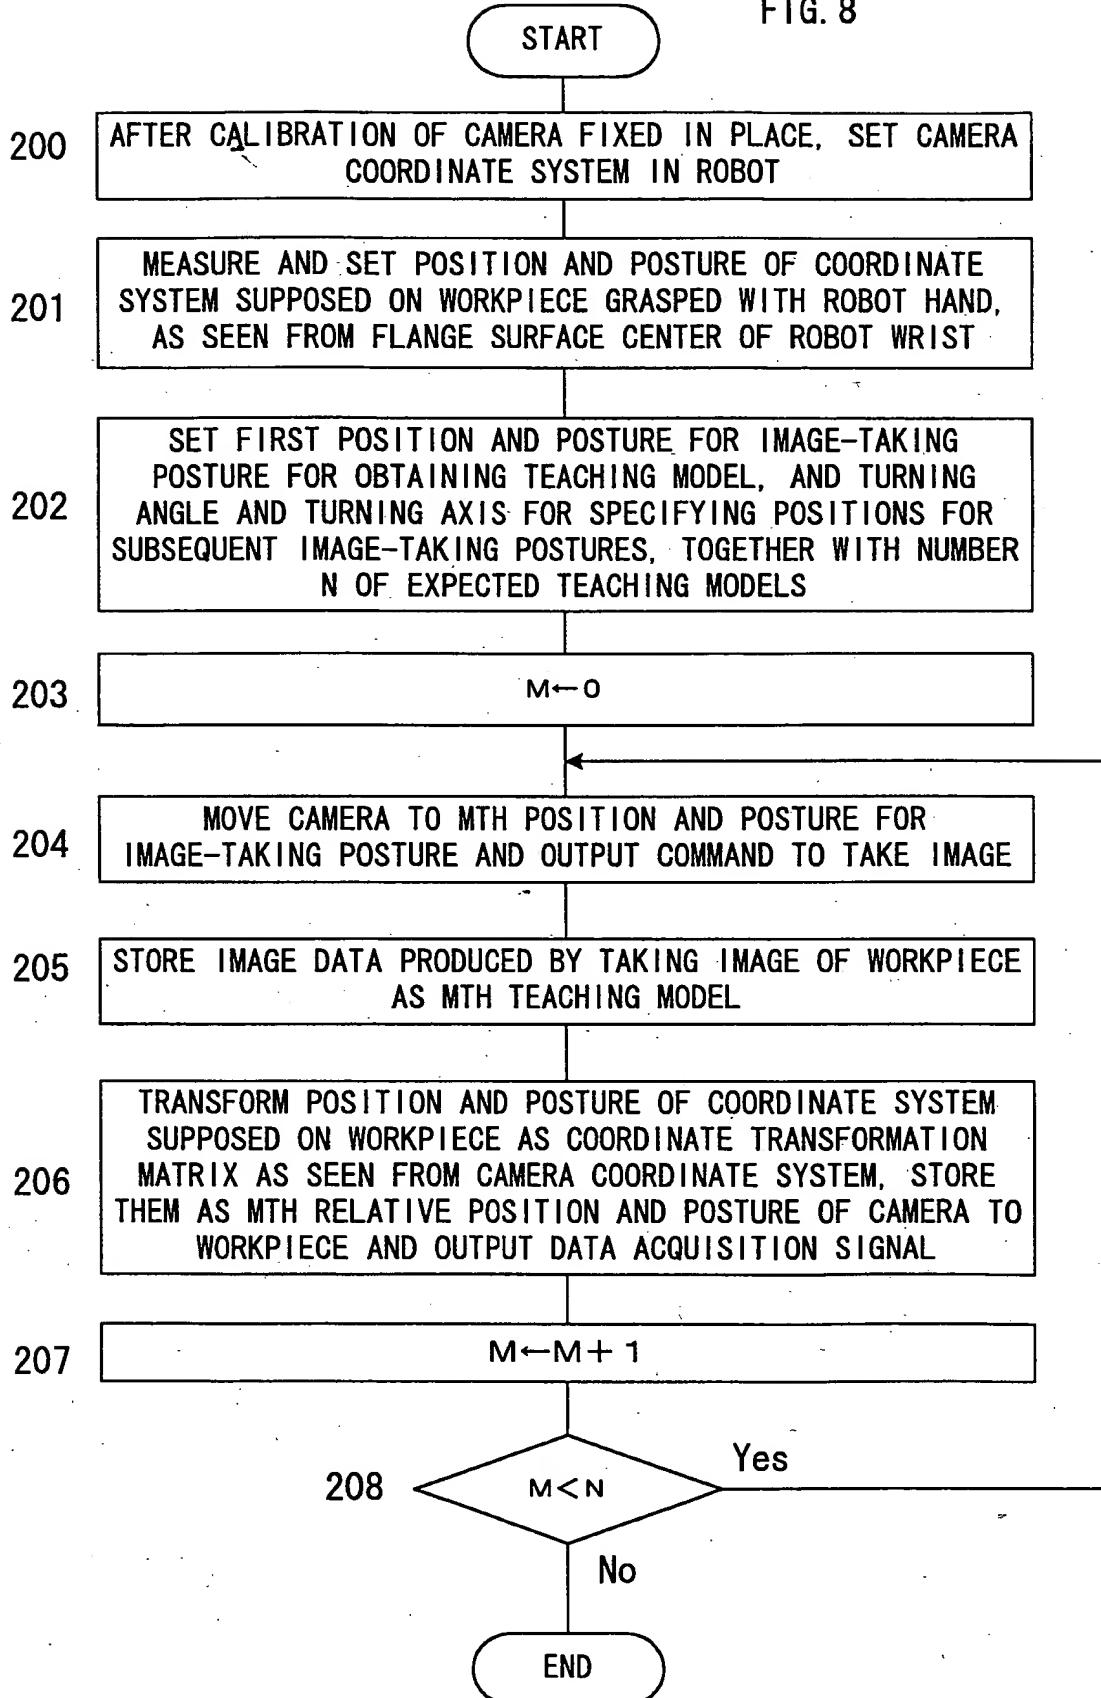 FIG. 8
START
200
AFTER CALIBRATION OF CAMERA FIXED IN PLACE, SET CAMERA
COORDINATE SYSTEM IN ROBOT
201
MEASURE AND SET POSITION AND POSTURE OF COORDINATE
SYSTEM SUPPOSED ON WORKPIECE GRASPED WITH ROBOT HAND,
AS SEEN FROM FLANGE SURFACE CENTER OF ROBOT WRIST
202
SET FIRST POSITION AND POSTURE FOR IMAGE-TAKING
POSTURE FOR OBTAINING TEACHING MODEL, AND TURNING
ANGLE AND TURNING AXIS FOR SPECIFYING POSITIONS FOR
SUBSEQUENT IMAGE-TAKING POSTURES, TOGETHER WITH NUMBER
N OF EXPECTED TEACHING MODELS
203
M←0
204
MOVE CAMERA TO MTH POSITION AND POSTURE FOR
IMAGE-TAKING POSTURE AND OUTPUT COMMAND TO TAKE IMAGE
205
STORE IMAGE DATA PRODUCED BY TAKING IMAGE OF WORKPIECE
AS MTH TEACHING MODEL
206
TRANSFORM POSITION AND POSTURE OF COORDINATE SYSTEM
SUPPOSED ON WORKPIECE AS COORDINATE TRANSFORMATION
MATRIX AS SEEN FROM CAMERA COORDINATE SYSTEM, STORE
THEM AS MTH RELATIVE POSITION AND POSTURE OF CAMERA TO
WORKPIECE AND OUTPUT DATA ACQUISITION SIGNAL
207
M←M+1
208
M<N
Yes
No
END